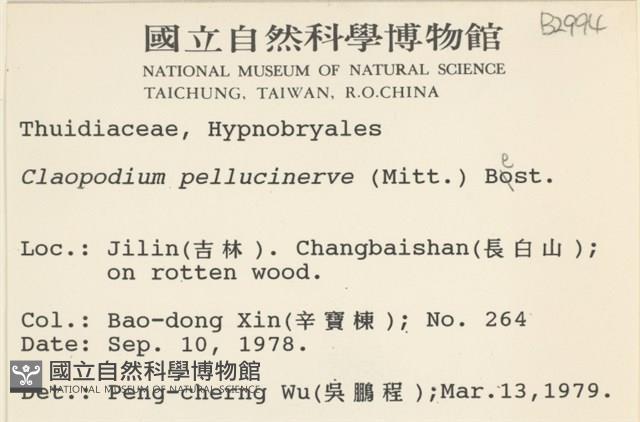 B2994
國立自然科學博物館
NATIONAL MUSEUM OF NATURAL SCIENCE
TAICHUNG, TAIWAN, R.O.CHINA
Thuidiaceae, Hypnobryales
Claopodium pellucinerve (Mitt.) Best.
Loc.: Jilin(吉林). Changbaishan(長白山);
on rotten wood.
Col.: Bao-dong Xin(辛寶棟); No. 264
Date: Sep. 10, 1978.
國立自然科學博物館
NATIONAL MUSEUM OF NATURAL SCIENCE
Det.: Peng-cherng Wu(吳鵬程);Mar.13,1979.